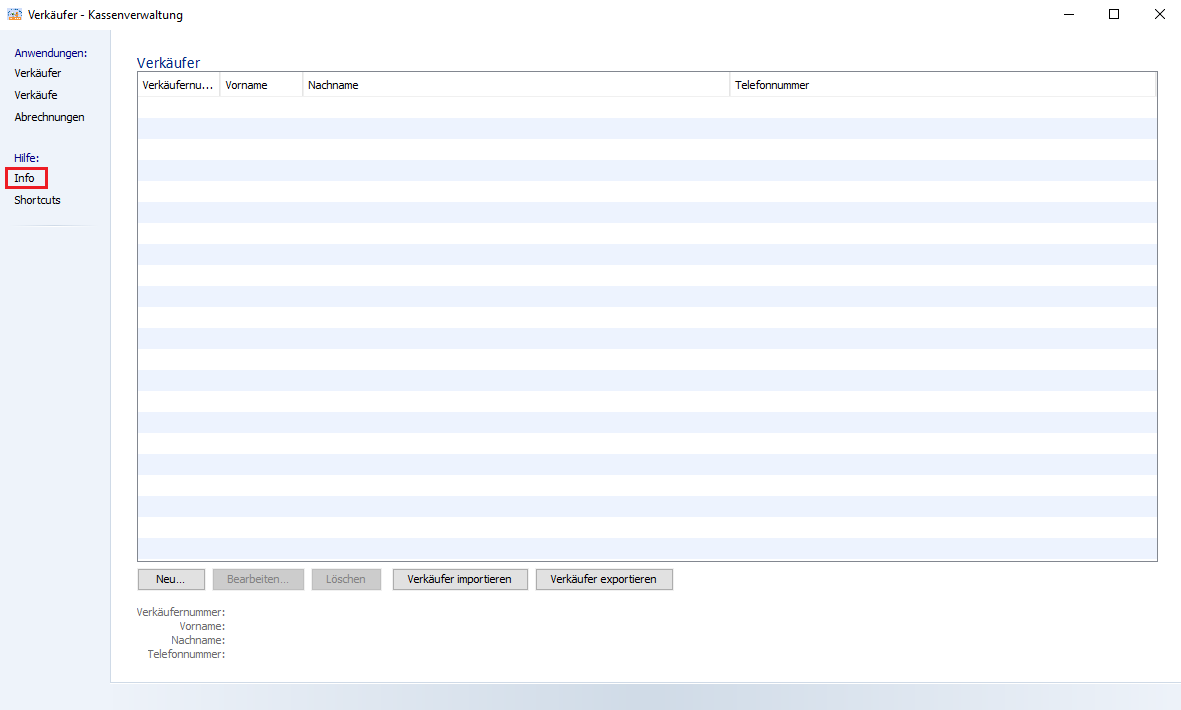 Verkäufer - Kassenverwaltung
Anwendungen:
Verkäufer
Verkäufe
Abrechnungen
Hilfe:
Info
Shortcuts
Verkäufer
Verkäufernu... Vorname Nachname Telefonnummer
Neu... Bearbeiten... Löschen Verkäufer importieren Verkäufer exportieren
Verkäufernummer:
Vorname:
Nachname:
Telefonnummer: